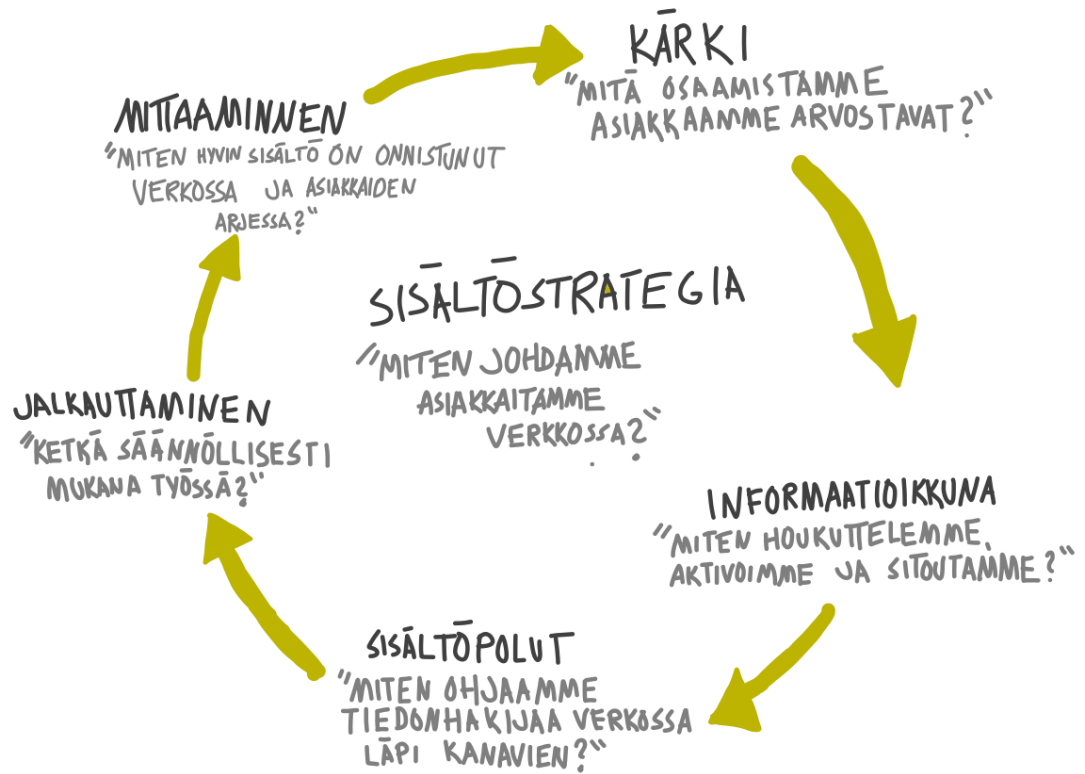 KÄRKI
"MITÄ OSAAMISTAMME
ASIAKKAAMME ARVOSTAVAT?"
INFORMAATIOIKKUNA
"MITEN HOUKUTTELEMME,
AKTIVOIMME JA SITOUTAMME?"
SISÄLTÖPOLUT
"MITEN OHJAAMME
TIEDONHAKIJAA VERKOSSA
LÄPI KANAVIEN?"
JALKAUTTAMINEN
"KETKÄ SÄÄNNÖLLISESTI
MUKANA TYÖSSÄ?"
MITTAAMINNEN
"MITEN HYVIN SISÄLTÖ ON ONNISTUNUT
VERKOSSA JA ASIAKKAIDEN
ARJESSA?"
SISÄLTÖSTRATEGIA
"MITEN JOHDAMME
ASIAKKAITAMME
VERKKOSSA?"